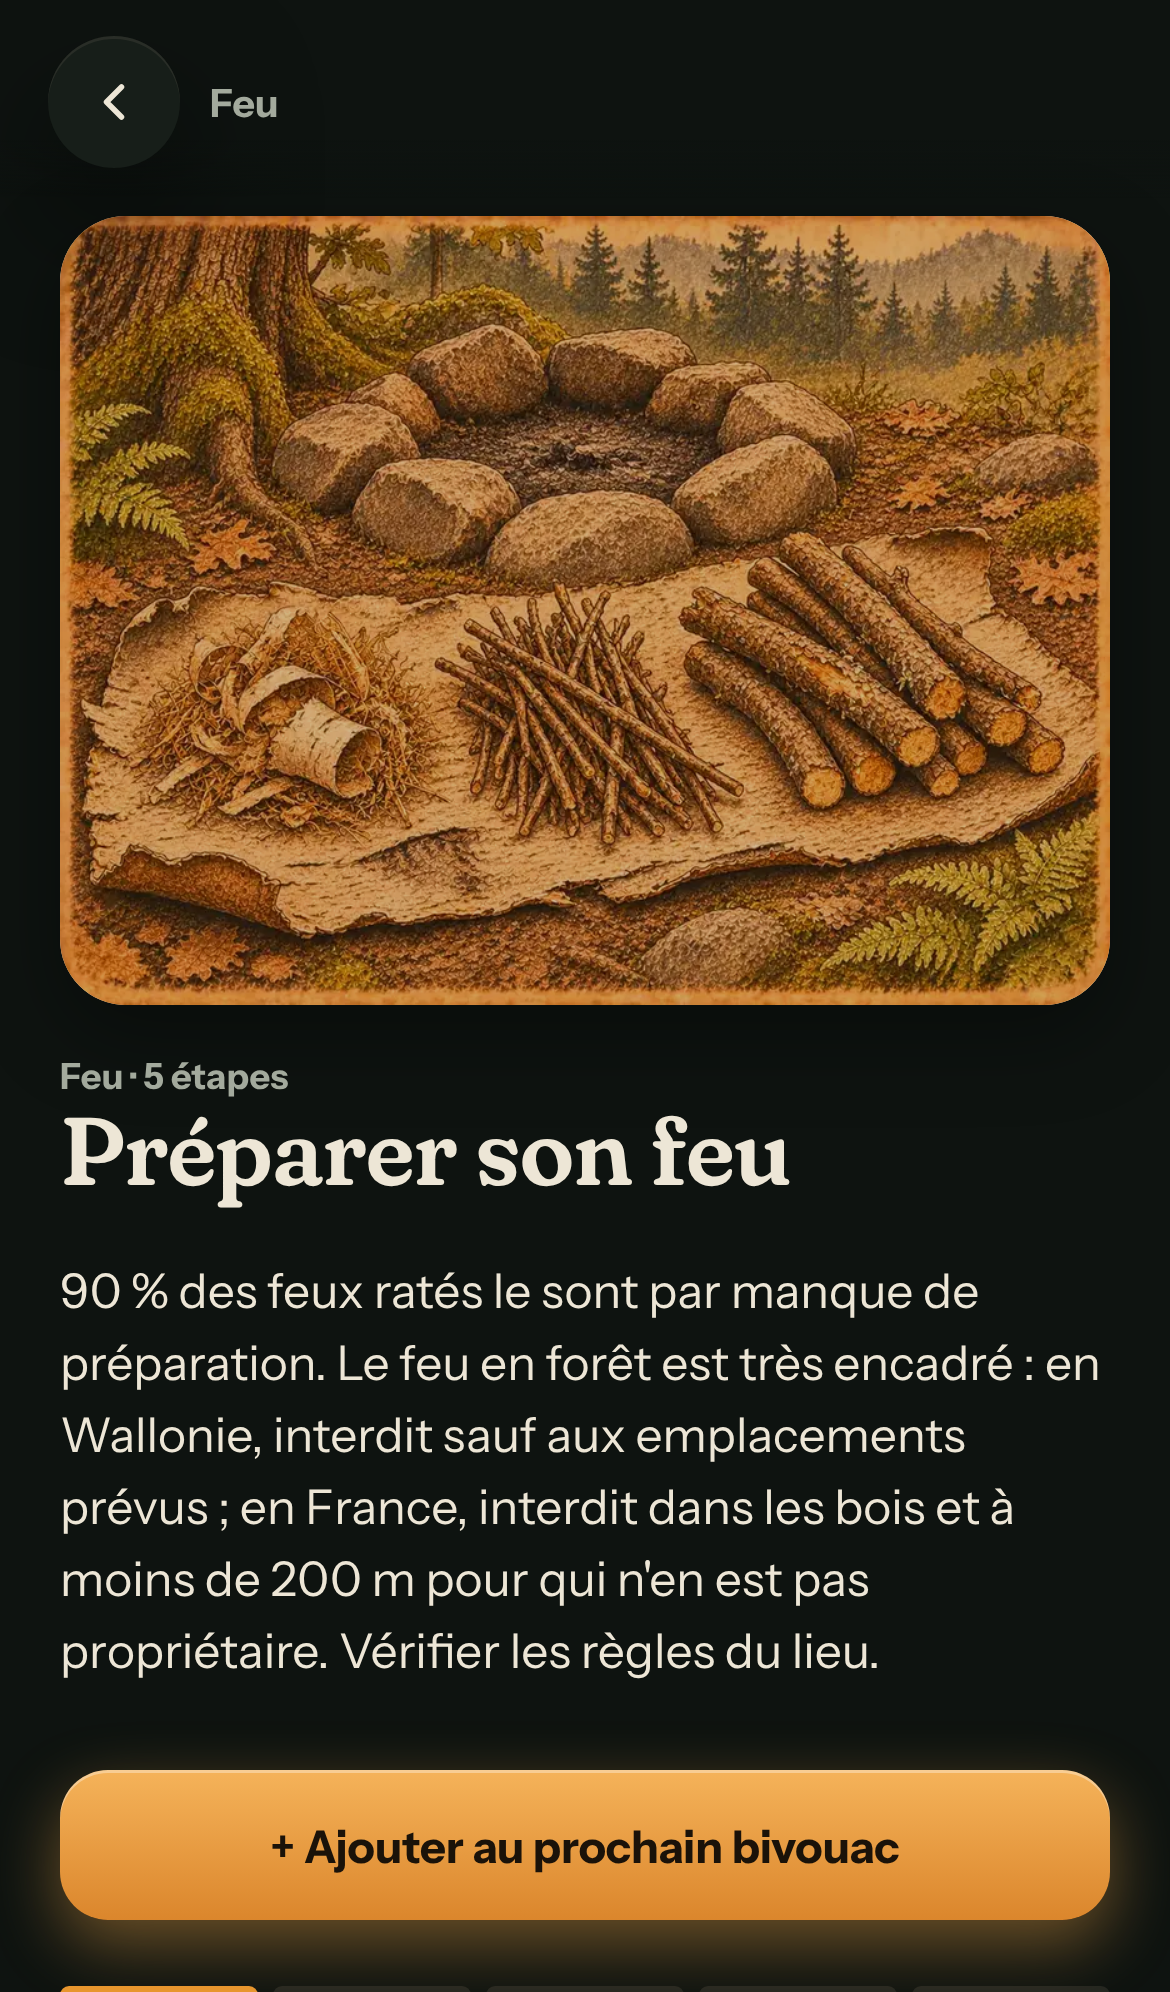 Feu
Feu · 5 étapes
Préparer son feu
90 % des feux ratés le sont par manque de
préparation. Le feu en forêt est très encadré : en
Wallonie, interdit sauf aux emplacements
prévus ; en France, interdit dans les bois et à
moins de 200 m pour qui n'en est pas
propriétaire. Vérifier les règles du lieu.
+ Ajouter au prochain bivouac